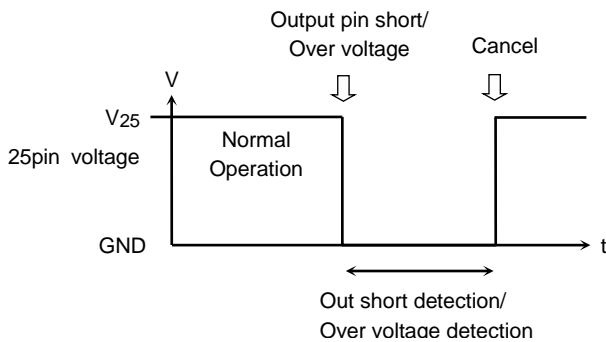 Output pin short/
Over voltage
Cancel
V
V25
25pin voltage
Normal
Operation
GND
t
Out short detection/
Over voltage detection